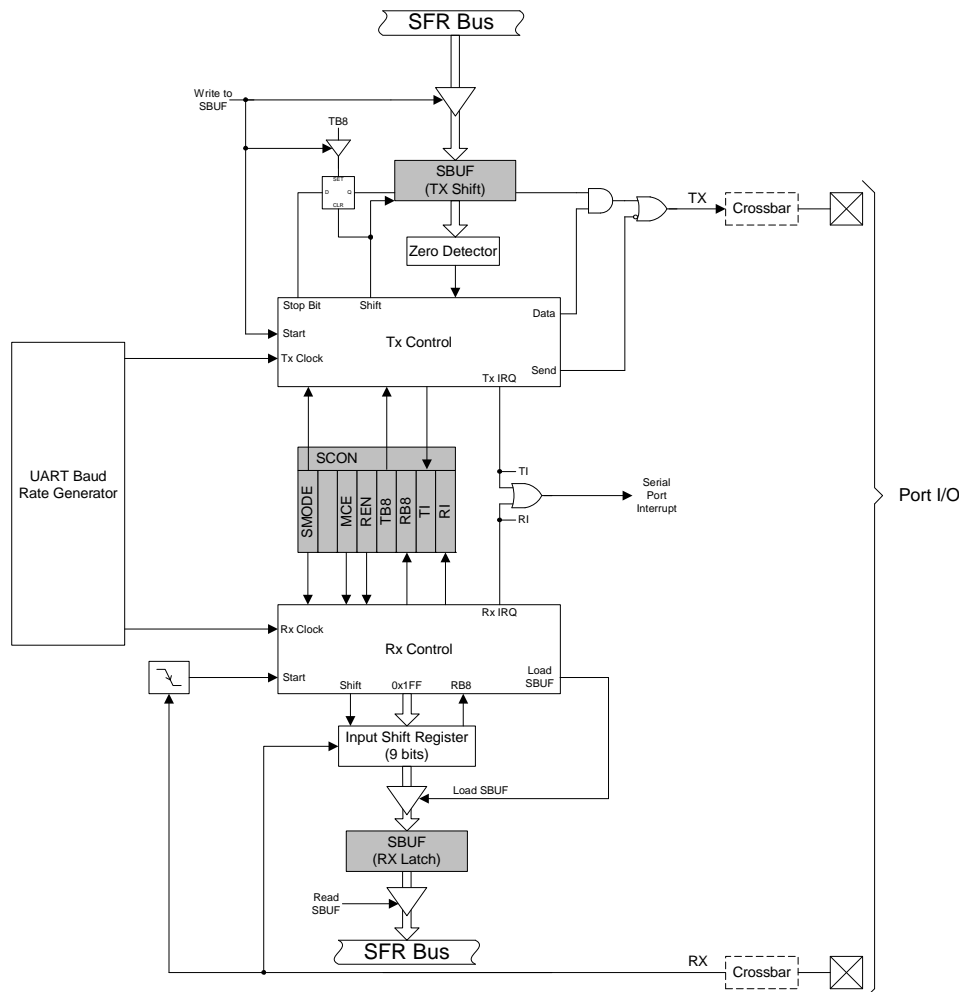 SFR Bus
Write to
SBUF
TB8
SET
D
Q
CLR
SBUF
(TX Shift)
TX
Crossbar
Zero Detector
Stop Bit
Shift
Data
Start
Tx Control
Tx Clock
Send
Tx IRQ
UART Baud
Rate Generator
SCON
SMODE
MCE
REN
TB8
RB8
TI
RI
TI
RI
Serial
Port
Interrupt
Port I/O
Rx IRQ
Rx Clock
Rx Control
Start
Load
SBUF
Shift
0x1FF
RB8
Input Shift Register
(9 bits)
Load SBUF
SBUF
(RX Latch)
Read
SBUF
SFR Bus
RX
Crossbar